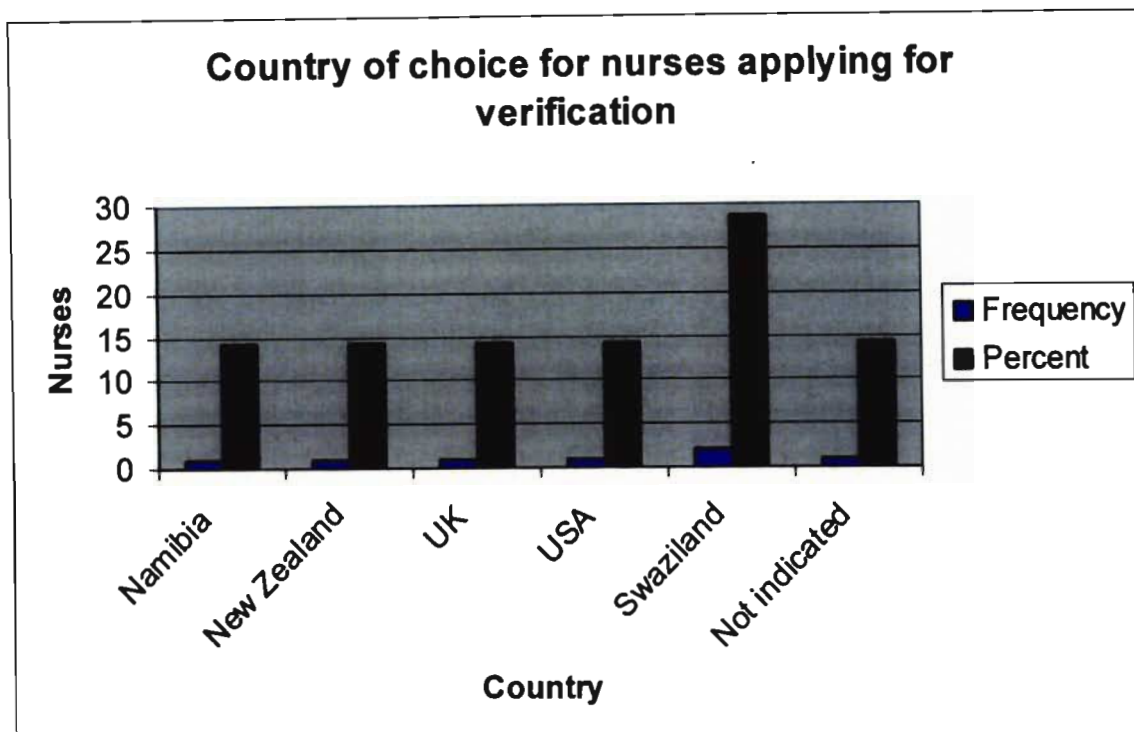 Country of choice for nurses applying for
verification
30
25
20
15
10
5
0
Nurses
Namibia
New Zealand
UK
USA
Swaziland
Not indicated
Country
Frequency
Percent